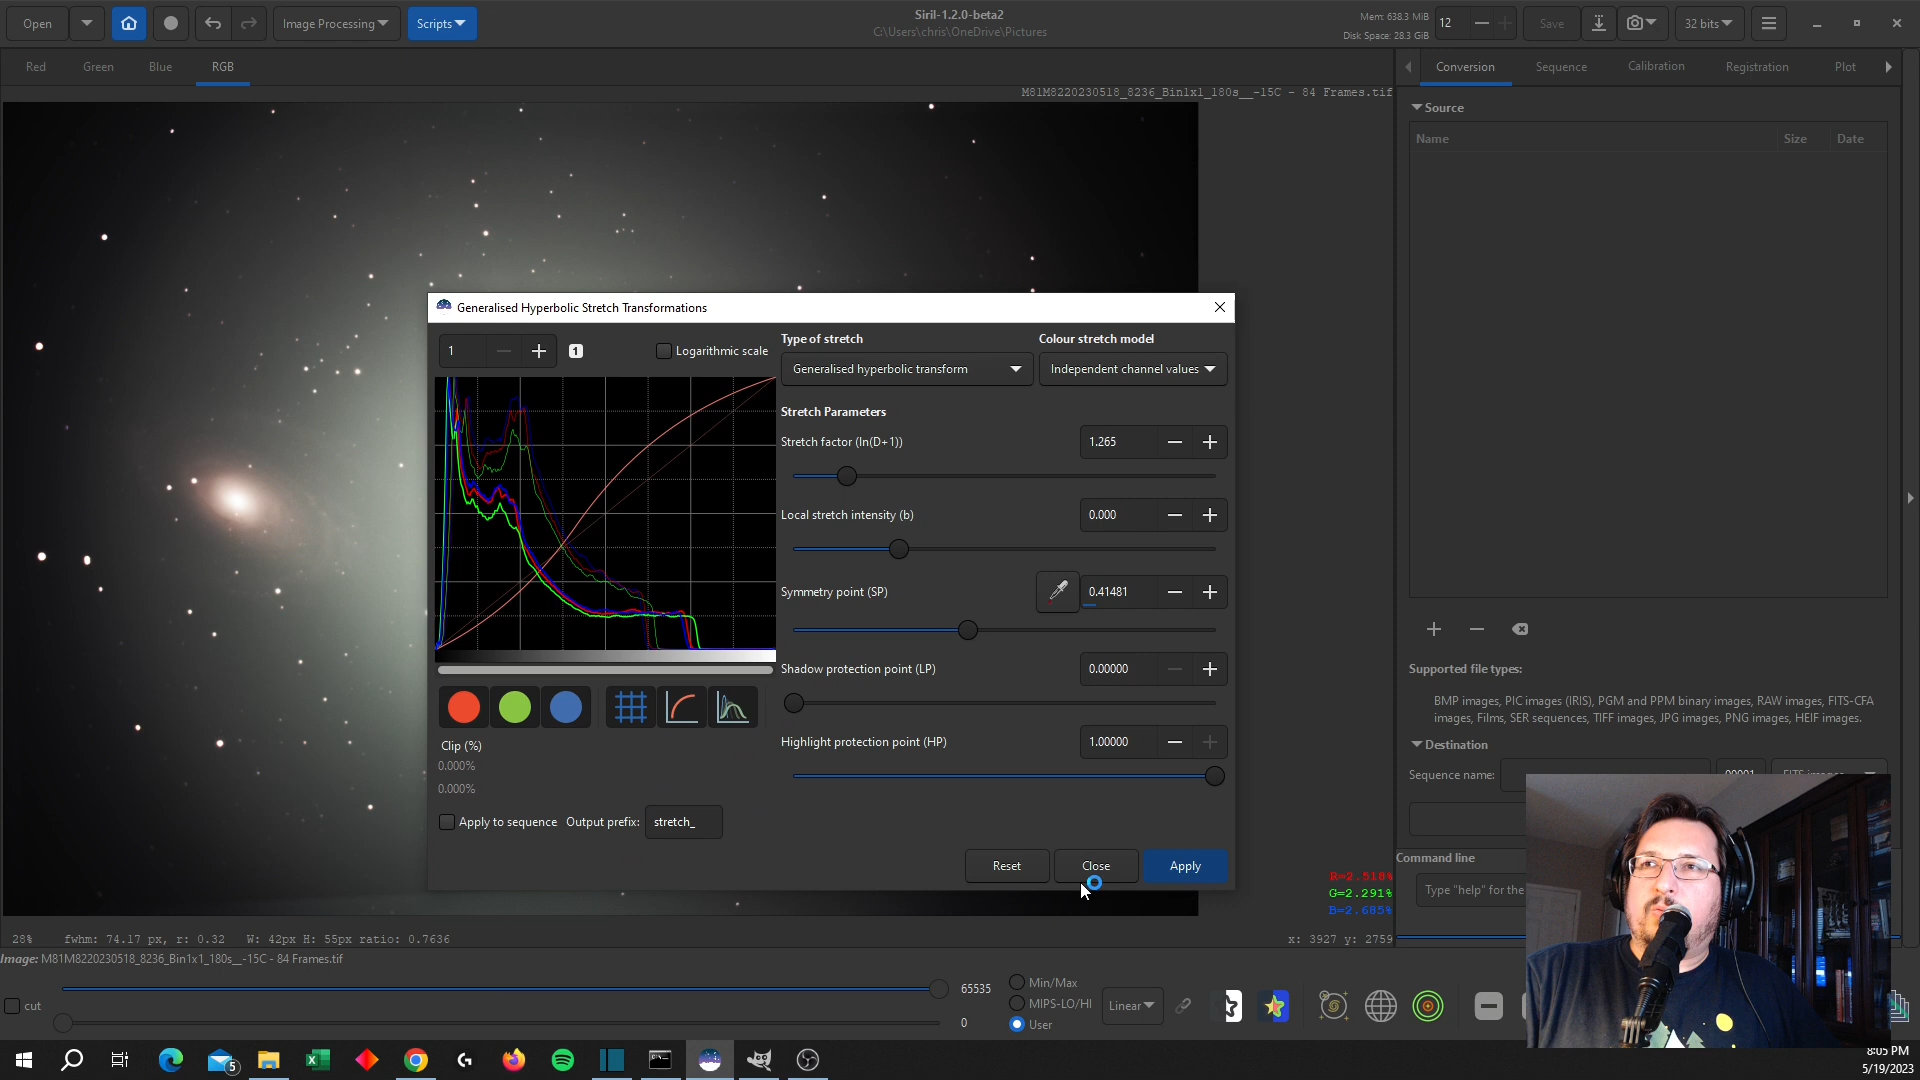 Open
Image Processing
Scripts
Siril-1.2.0-beta2
C:\Users\chris\OneDrive\Pictures
Mem: 638.3 MiB
Disk Space: 28.3 GiB
12
Save
32 bits
Red
Green
Blue
RGB
Conversion
Sequence
Calibration
Registration
Plot
M81M8220230518_8236_Bin1x1_180s__-15C - 84 Frames.tif
Source
Name
Size
Date
Generalised Hyperbolic Stretch Transformations
1
1
Logarithmic scale
Type of stretch
Colour stretch model
Generalised hyperbolic transform
Independent channel values
Stretch Parameters
Stretch factor (ln(D+1))
1.265
Local stretch intensity (b)
0.000
Symmetry point (SP)
0.41481
Shadow protection point (LP)
0.00000
Highlight protection point (HP)
1.00000
Clip (%)
0.000%
0.000%
Apply to sequence
Output prefix:
stretch_
Reset
Close
Apply
Supported file types:
BMP images, PIC images (IRIS), PGM and PPM binary images, RAW images, FITS-CFA
images, Films, SER sequences, TIFF images, JPG images, PNG images, HEIF images.
Destination
Sequence name:
Command line
Type "help" for the
R=2.518%
G=2.291%
B=2.685%
28%
fwhm: 74.17 px, r: 0.32
W: 42px H: 55px ratio: 0.7636
x: 3927 y: 2759
Image: M81M8220230518_8236_Bin1x1_180s__-15C - 84 Frames.tif
cut
65535
0
Min/Max
MIPS-LO/HI
User
Linear
5
8:05 PM
5/19/2023